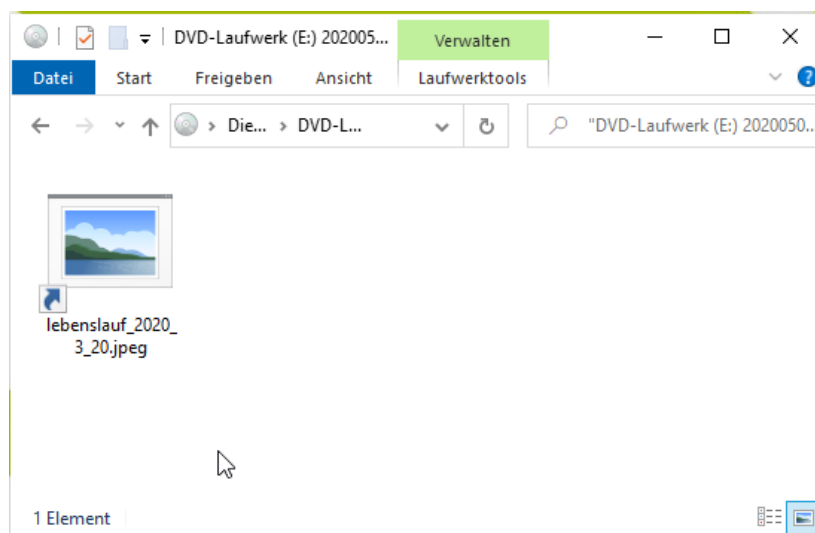 DVD-Laufwerk (E:) 202005...
Verwalten
Datei
Start
Freigeben
Ansicht
Laufwerktools
?
Die... > DVD-L...
"DVD-Laufwerk (E:) 2020050...
lebenslauf_2020_
3_20.jpeg
1 Element